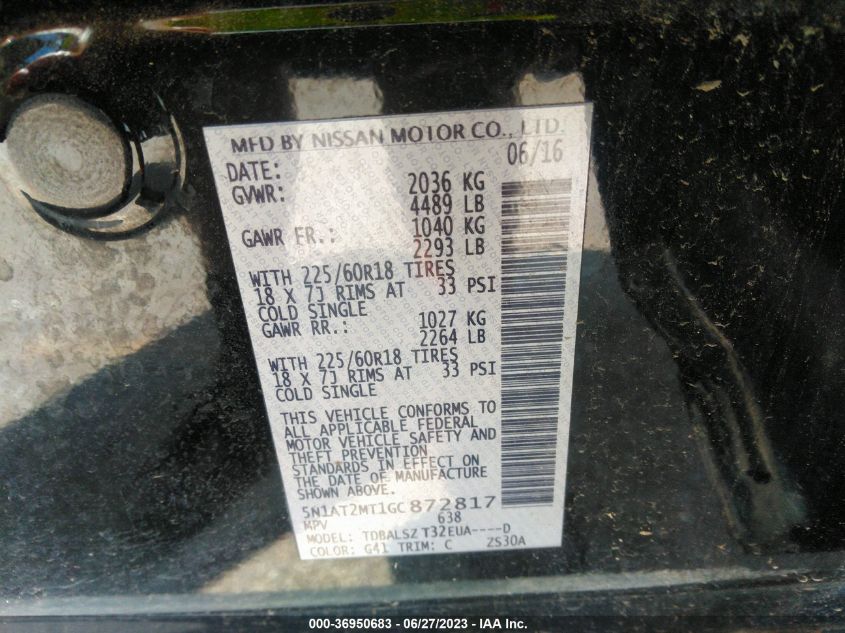 MFD BY NISSAN MOTOR CO., LTD.
DATE: 06/16
GVWR: 2036 KG
4489 LB
GAWR FR.: 1040 KG
2293 LB
WITH 225/60R18 TIRES
18 X 7J RIMS AT 33 PSI
COLD SINGLE
GAWR RR.: 1027 KG
2264 LB
WITH 225/60R18 TIRES
18 X 7J RIMS AT 33 PSI
COLD SINGLE
THIS VEHICLE CONFORMS TO
ALL APPLICABLE FEDERAL
MOTOR VEHICLE SAFETY AND
THEFT PREVENTION
STANDARDS IN EFFECT ON
THE DATE OF MANUFACTURE
SHOWN ABOVE.
5N1AT2MT1GC872817
MPV 638
MODEL: TDBALSZ T32EUA----D
COLOR: G41 TRIM: C ZS30A
000-36950683 - 06/27/2023 - IAA Inc.